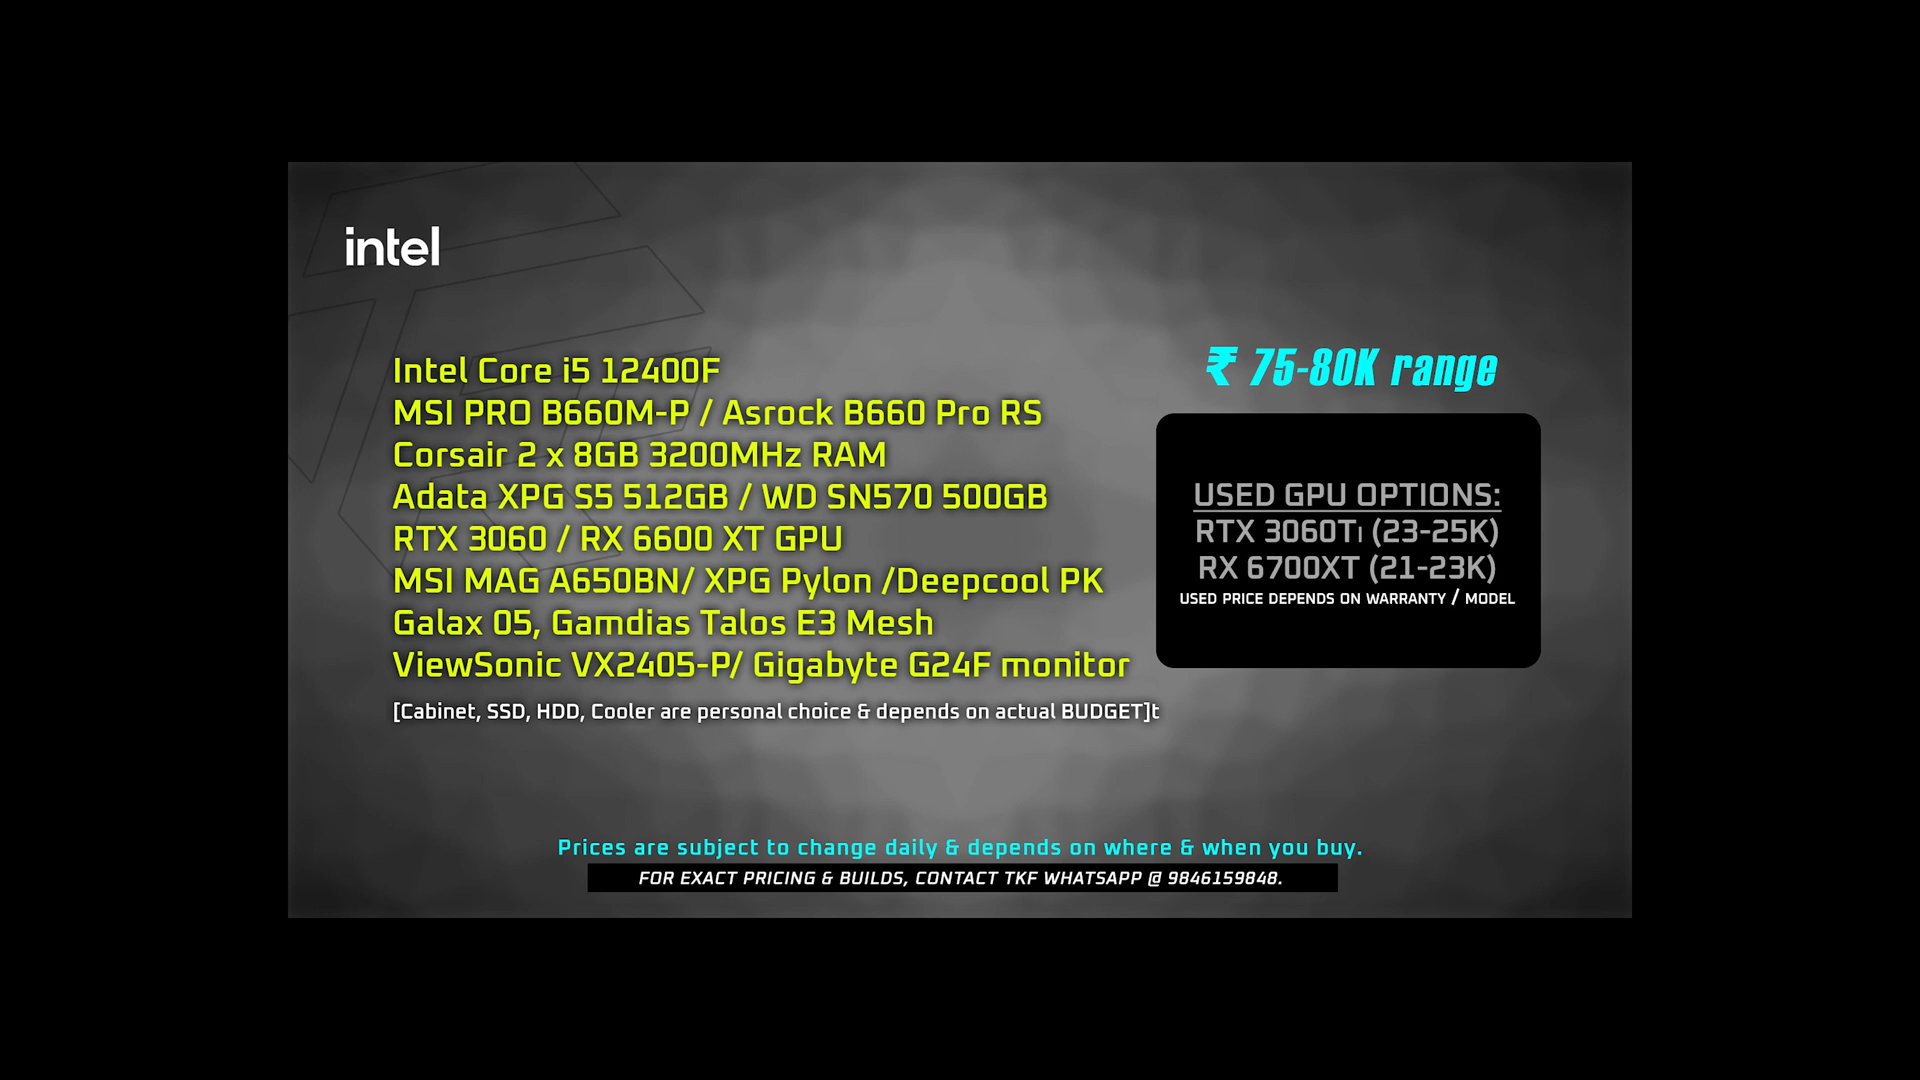 intel
Intel Core i5 12400F
MSI PRO B660M-P / Asrock B660 Pro RS
Corsair 2 x 8GB 3200MHz RAM
Adata XPG S5 512GB / WD SN570 500GB
RTX 3060 / RX 6600 XT GPU
MSI MAG A650BN/ XPG Pylon /Deepcool PK
Galax 05, Gamdias Talos E3 Mesh
ViewSonic VX2405-P/ Gigabyte G24F monitor
[Cabinet, SSD, HDD, Cooler are personal choice & depends on actual BUDGET]t
₹ 75-80K range
USED GPU OPTIONS:
RTX 3060Ti (23-25K)
RX 6700XT (21-23K)
USED PRICE DEPENDS ON WARRANTY / MODEL
Prices are subject to change daily & depends on where & when you buy.
FOR EXACT PRICING & BUILDS, CONTACT TKF WHATSAPP @ 9846159848.